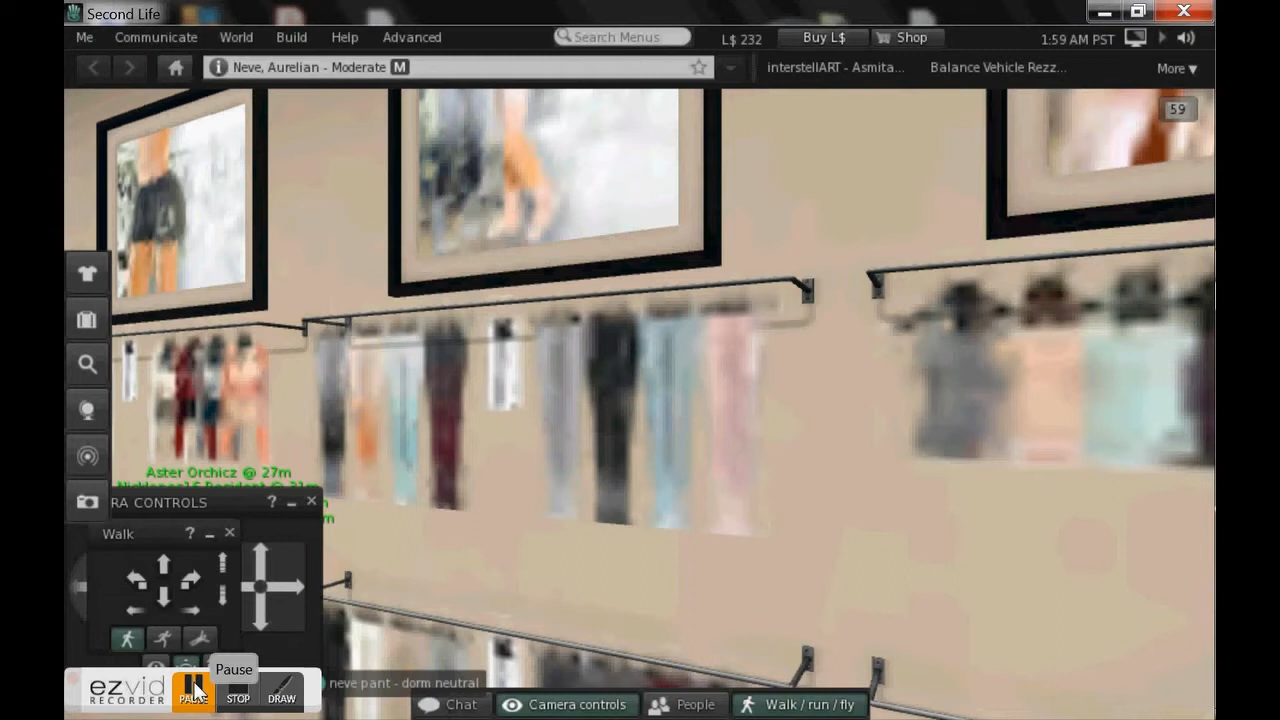 Second Life
Me Communicate World Build Help Advanced Search Menus L$ 232 Buy L$ Shop 1:59 AM PST
Neve, Aurelian - Moderate M interstellART - Asmita... Balance Vehicle Rezz... More
59
Aster Orchicz @ 27m
RA CONTROLS ?
Walk ?
Pause
ezvid
RECORDER
PAUSE STOP DRAW
neve pant - dorm neutral
Chat Camera controls People Walk / run / fly